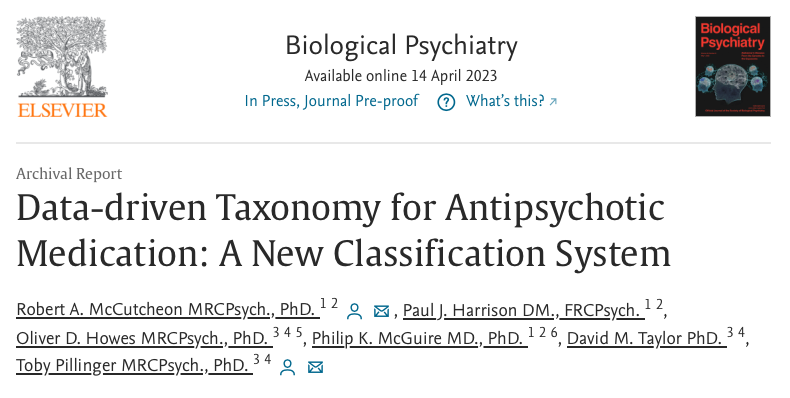 Biological Psychiatry
Available online 14 April 2023
In Press, Journal Pre-proof ? What's this? ↗
ELSEVIER
Biological
Psychiatry
Archival Report
Data-driven Taxonomy for Antipsychotic
Medication: A New Classification System
Robert A. McCutcheon MRCPsych., PhD. 1 2 , Paul J. Harrison DM., FRCPsych. 1 2,
Oliver D. Howes MRCPsych., PhD. 3 4 5, Philip K. McGuire MD., PhD. 1 2 6, David M. Taylor PhD. 3 4,
Toby Pillinger MRCPsych., PhD. 3 4